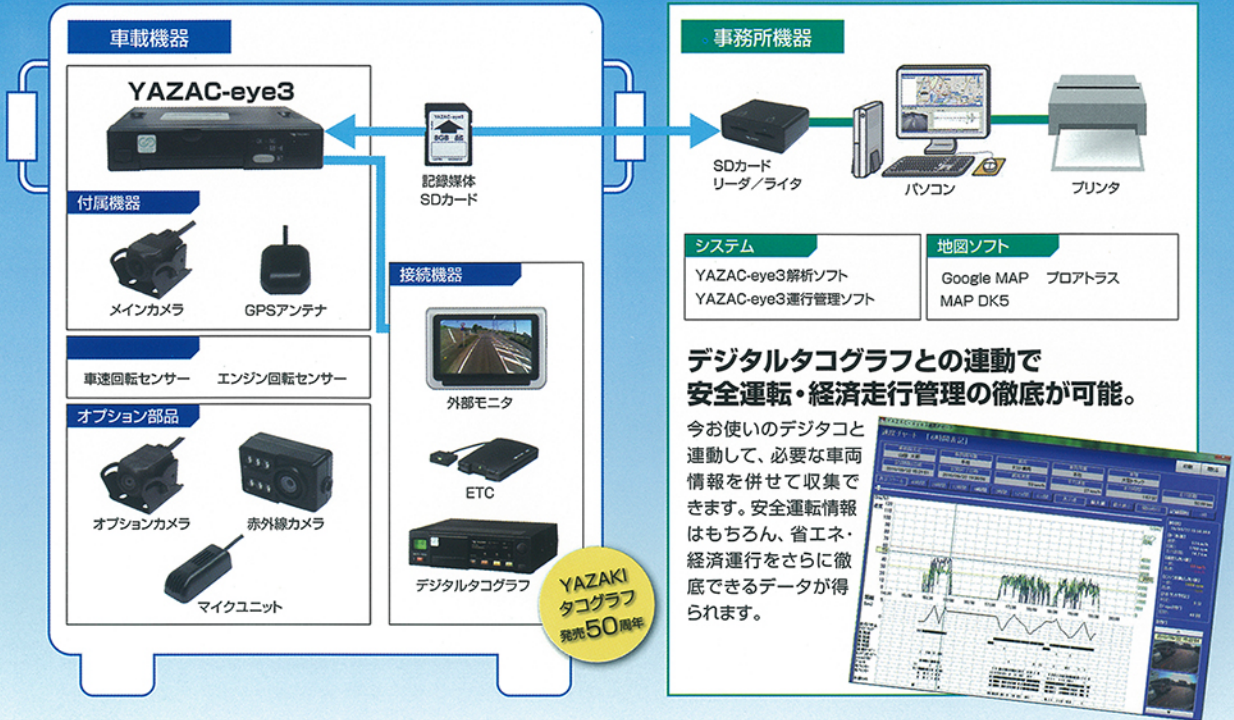 車載機器
YAZAC-eye3
付属機器
メインカメラ
GPSアンテナ
車速回転センサー
エンジン回転センサー
オプション部品
オプションカメラ
赤外線カメラ
マイクユニット
YAZAC-eye3
8GB
記録媒体
SDカード
接続機器
外部モニタ
ETC
デジタルタコグラフ
YAZAKI
タコグラフ
発売50周年
事務所機器
SDカード
リーダ/ライタ
パソコン
プリンタ
システム
YAZAC-eye3解析ソフト
YAZAC-eye3運行管理ソフト
地図ソフト
Google MAP プロアトラス
MAP DK5
デジタルタコグラフとの連動で
安全運転・経済走行管理の徹底が可能。
今お使いのデジタコと
連動して、必要な車両
情報を併せて収集で
きます。安全運転情報
はもちろん、省エネ・
経済運行をさらに徹
底できるデータが得
られます。